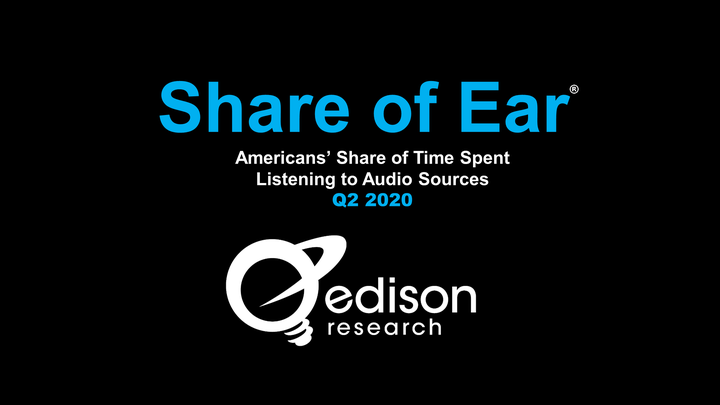 Share of Ear®
Americans’ Share of Time Spent
Listening to Audio Sources
Q2 2020
edison
research